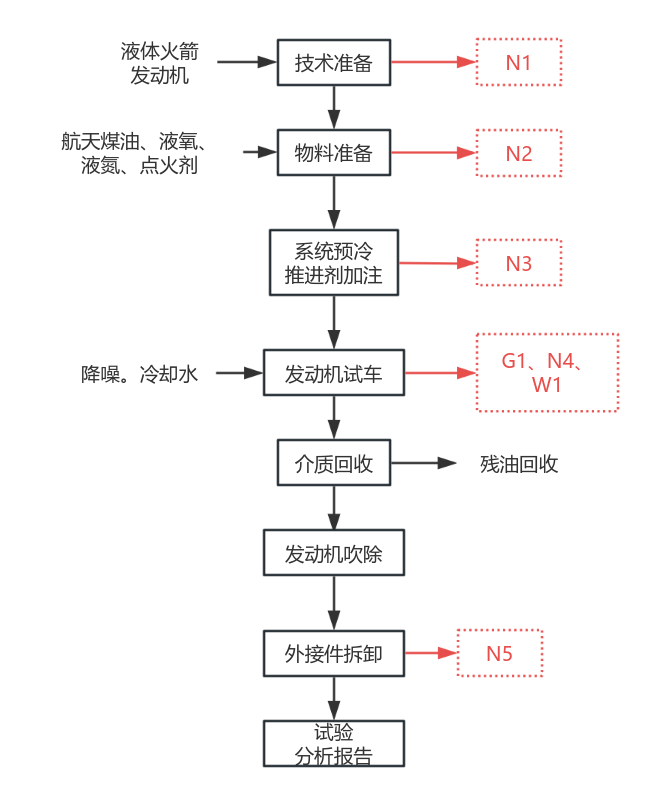 液体火箭
发动机
技术准备
N1
航天煤油、液氧、
液氮、点火剂
物料准备
N2
系统预冷
推进剂加注
N3
降噪。冷却水
发动机试车
G1、N4、
W1
介质回收
残油回收
发动机吹除
外接件拆卸
N5
试验
分析报告